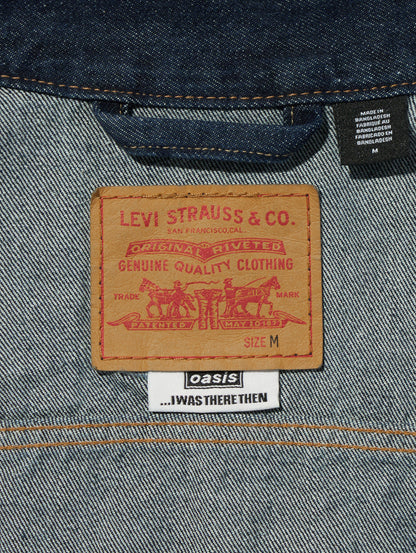 MADE IN
BANGLADESH
FABRIQUÉ AU
BANGLADESH
FABRICADO EN
BANGLADESH
M
LEVI STRAUSS & CO.
SAN FRANCISCO, CAL.
ORIGINAL RIVETED
GENUINE QUALITY CLOTHING
TRADE MARK
PATENTED MAY 20 1873
SIZE M
oasis
...I WAS THERE THEN